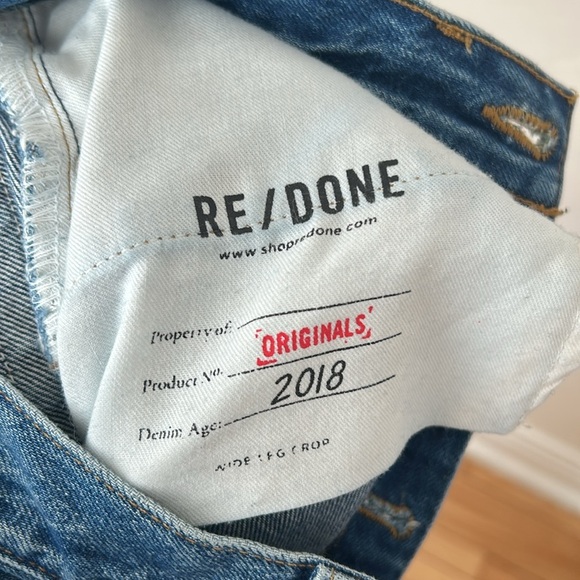 RE/DONE
www.shopredone.com
Property of:
ORIGINALS
Product No.
2018
Denim Age:
WIDE LEG CROP